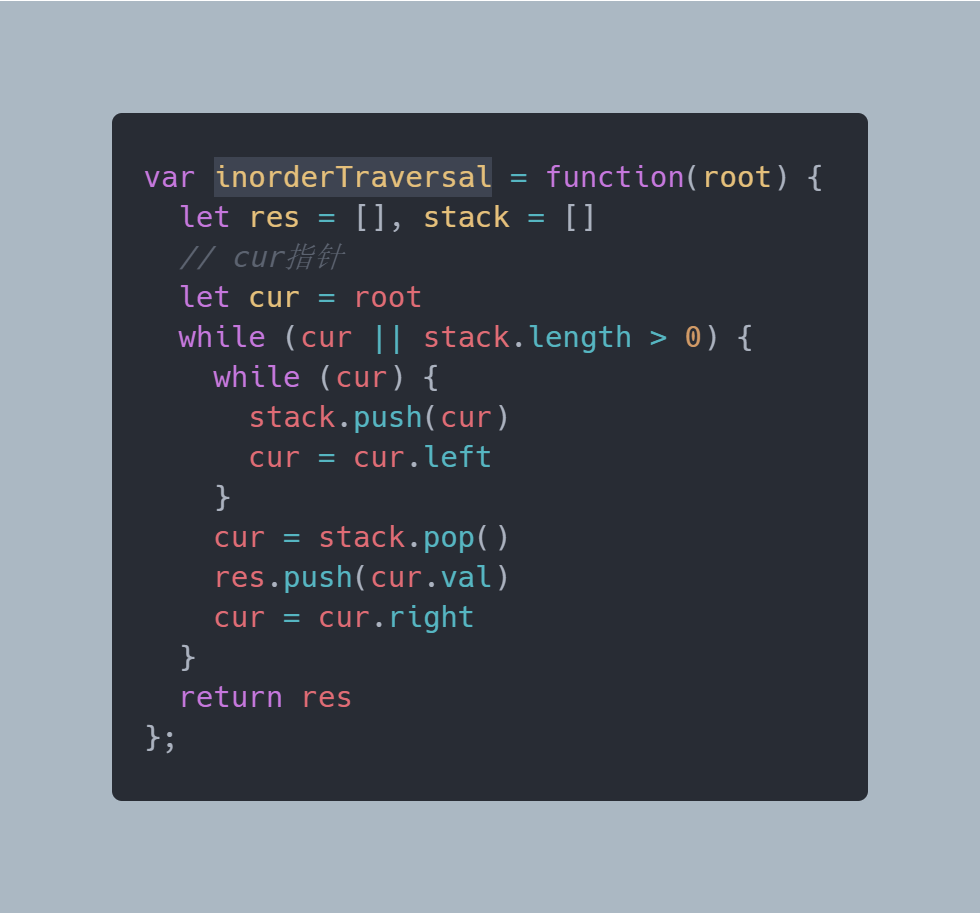 var inorderTraversal = function(root) {
  let res = [], stack = []
  // cur指针
  let cur = root
  while (cur || stack.length > 0) {
    while (cur) {
      stack.push(cur)
      cur = cur.left
    }
    cur = stack.pop()
    res.push(cur.val)
    cur = cur.right
  }
  return res
};